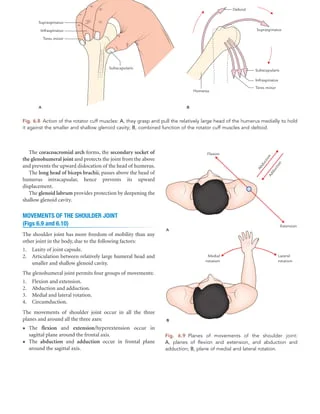 Supraspinatus
Infraspinatus
Teres minor
Subscapularis
A
Deltoid
Supraspinatus
Subscapularis
Infraspinatus
Teres minor
Humerus
B
Fig. 6.8 Action of the rotator cuff muscles: A, they grasp and pull the relatively large head of the humerus medially to hold
it against the smaller and shallow glenoid cavity; B, combined function of the rotator cuff muscles and deltoid.
The coracoacromial arch forms, the secondary socket of
the glenohumeral joint and protects the joint from the above
and prevents the upward dislocation of the head of humerus.
The long head of biceps brachii; passes above the head of
humerus intracapsular, hence prevents its upward
displacement.
The glenoid labrum provides protection by deepening the
shallow glenoid cavity.
MOVEMENTS OF THE SHOULDER JOINT
(Figs 6.9 and 6.10)
The shoulder joint has more freedom of mobility than any
other joint in the body, due to the following factors:
1. Laxity of joint capsule.
2. Articulation between relatively large humeral head and
smaller and shallow glenoid cavity.
The glenohumeral joint permits four groups of movements:
1. Flexion and extension.
2. Abduction and adduction.
3. Medial and lateral rotation.
4. Circumduction.
The movements of shoulder joint occur in all the three
planes and around all the three axes:
• The flexion and extension/hyperextension occur in
sagittal plane around the frontal axis.
• The abduction and adduction occur in frontal plane
around the sagittal axis.
Flexion
Abduction
Adduction
Extension
A
Medial
rotation
Lateral
rotation
B
Fig. 6.9 Planes of movements of the shoulder joint:
A, planes of flexion and extension, and abduction and
adduction; B, plane of medial and lateral rotation.